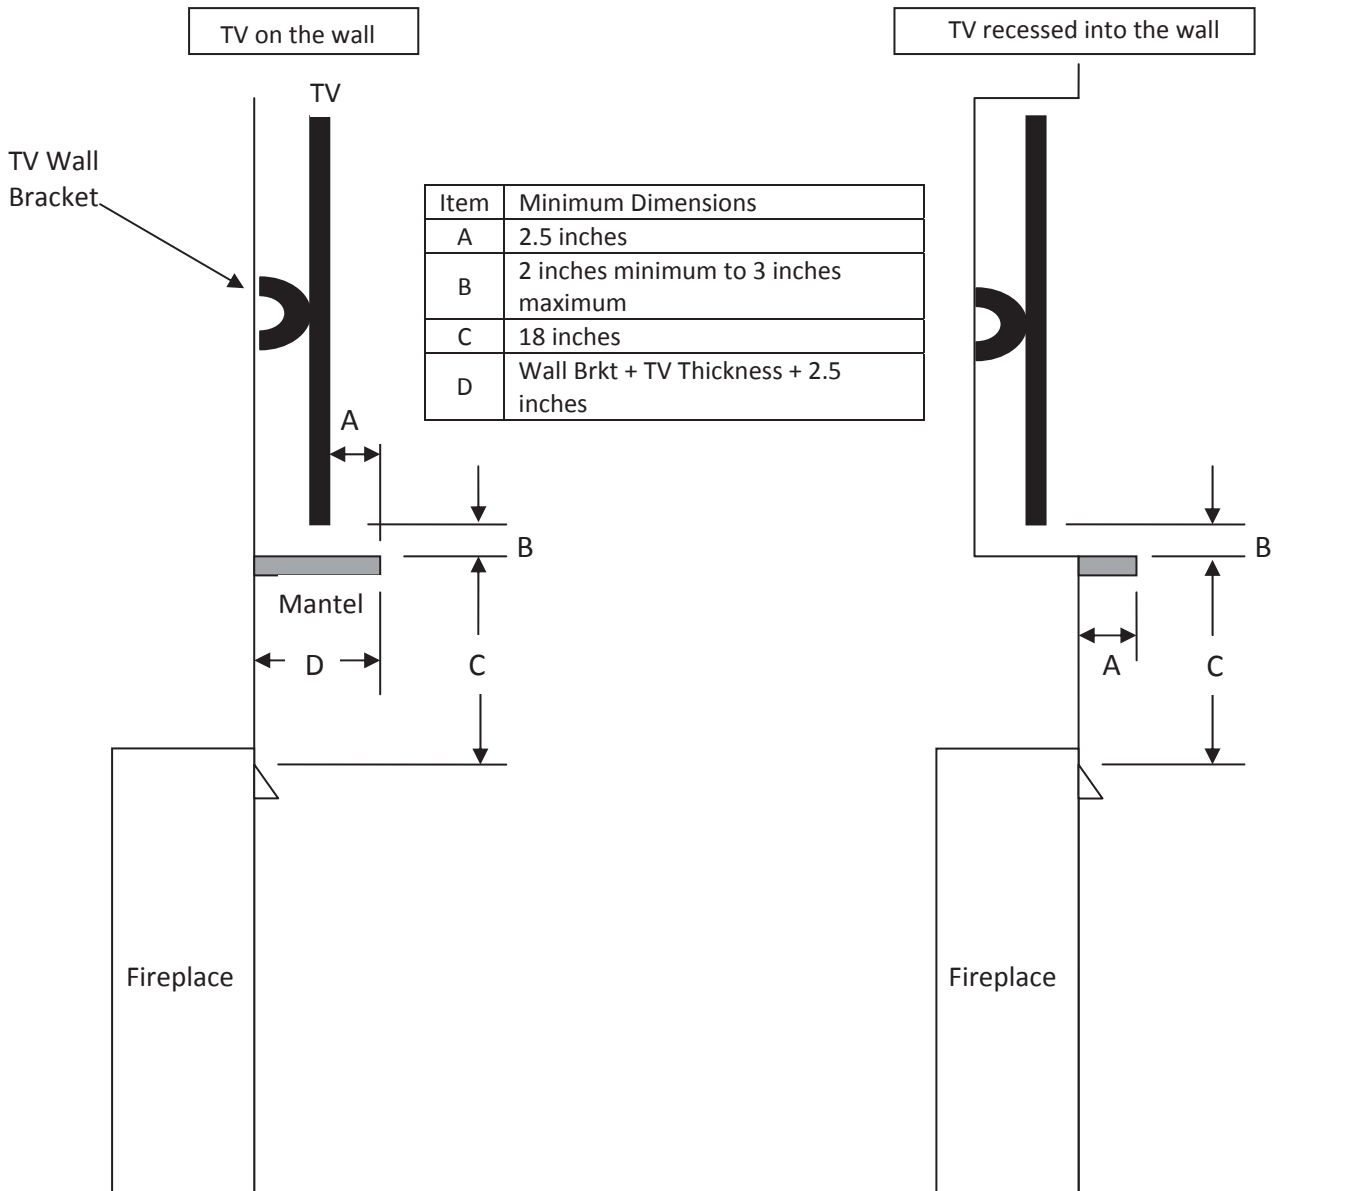 TV on the wall
TV recessed into the wall
TV
TV Wall
Bracket
Item Minimum Dimensions
A 2.5 inches
B 2 inches minimum to 3 inches
maximum
C 18 inches
D Wall Brkt + TV Thickness + 2.5
inches
A
B
B
Mantel
D
C
A
C
Fireplace
Fireplace